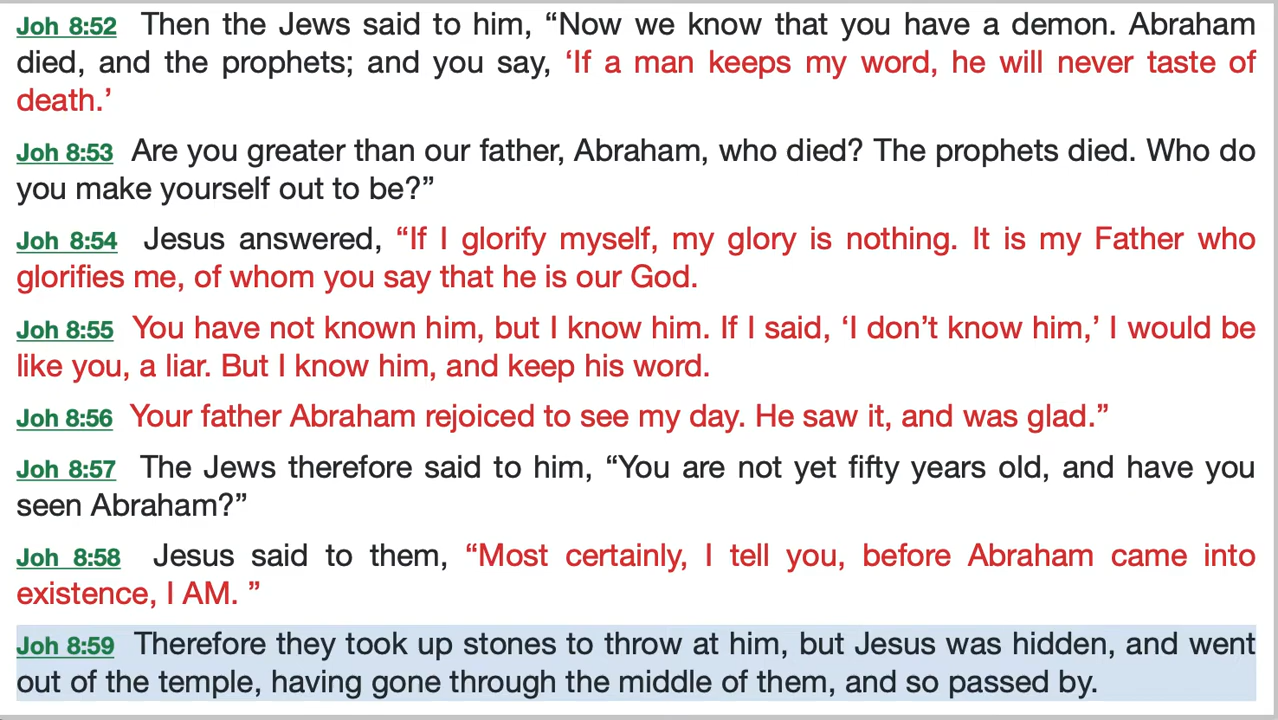 Joh 8:52 Then the Jews said to him, “Now we know that you have a demon. Abraham
died, and the prophets; and you say, ‘If a man keeps my word, he will never taste of
death.’
Joh 8:53 Are you greater than our father, Abraham, who died? The prophets died. Who do
you make yourself out to be?”
Joh 8:54 Jesus answered, “If I glorify myself, my glory is nothing. It is my Father who
glorifies me, of whom you say that he is our God.
Joh 8:55 You have not known him, but I know him. If I said, ‘I don’t know him,’ I would be
like you, a liar. But I know him, and keep his word.
Joh 8:56 Your father Abraham rejoiced to see my day. He saw it, and was glad.”
Joh 8:57 The Jews therefore said to him, “You are not yet fifty years old, and have you
seen Abraham?”
Joh 8:58 Jesus said to them, “Most certainly, I tell you, before Abraham came into
existence, I AM. ”
Joh 8:59 Therefore they took up stones to throw at him, but Jesus was hidden, and went
out of the temple, having gone through the middle of them, and so passed by.